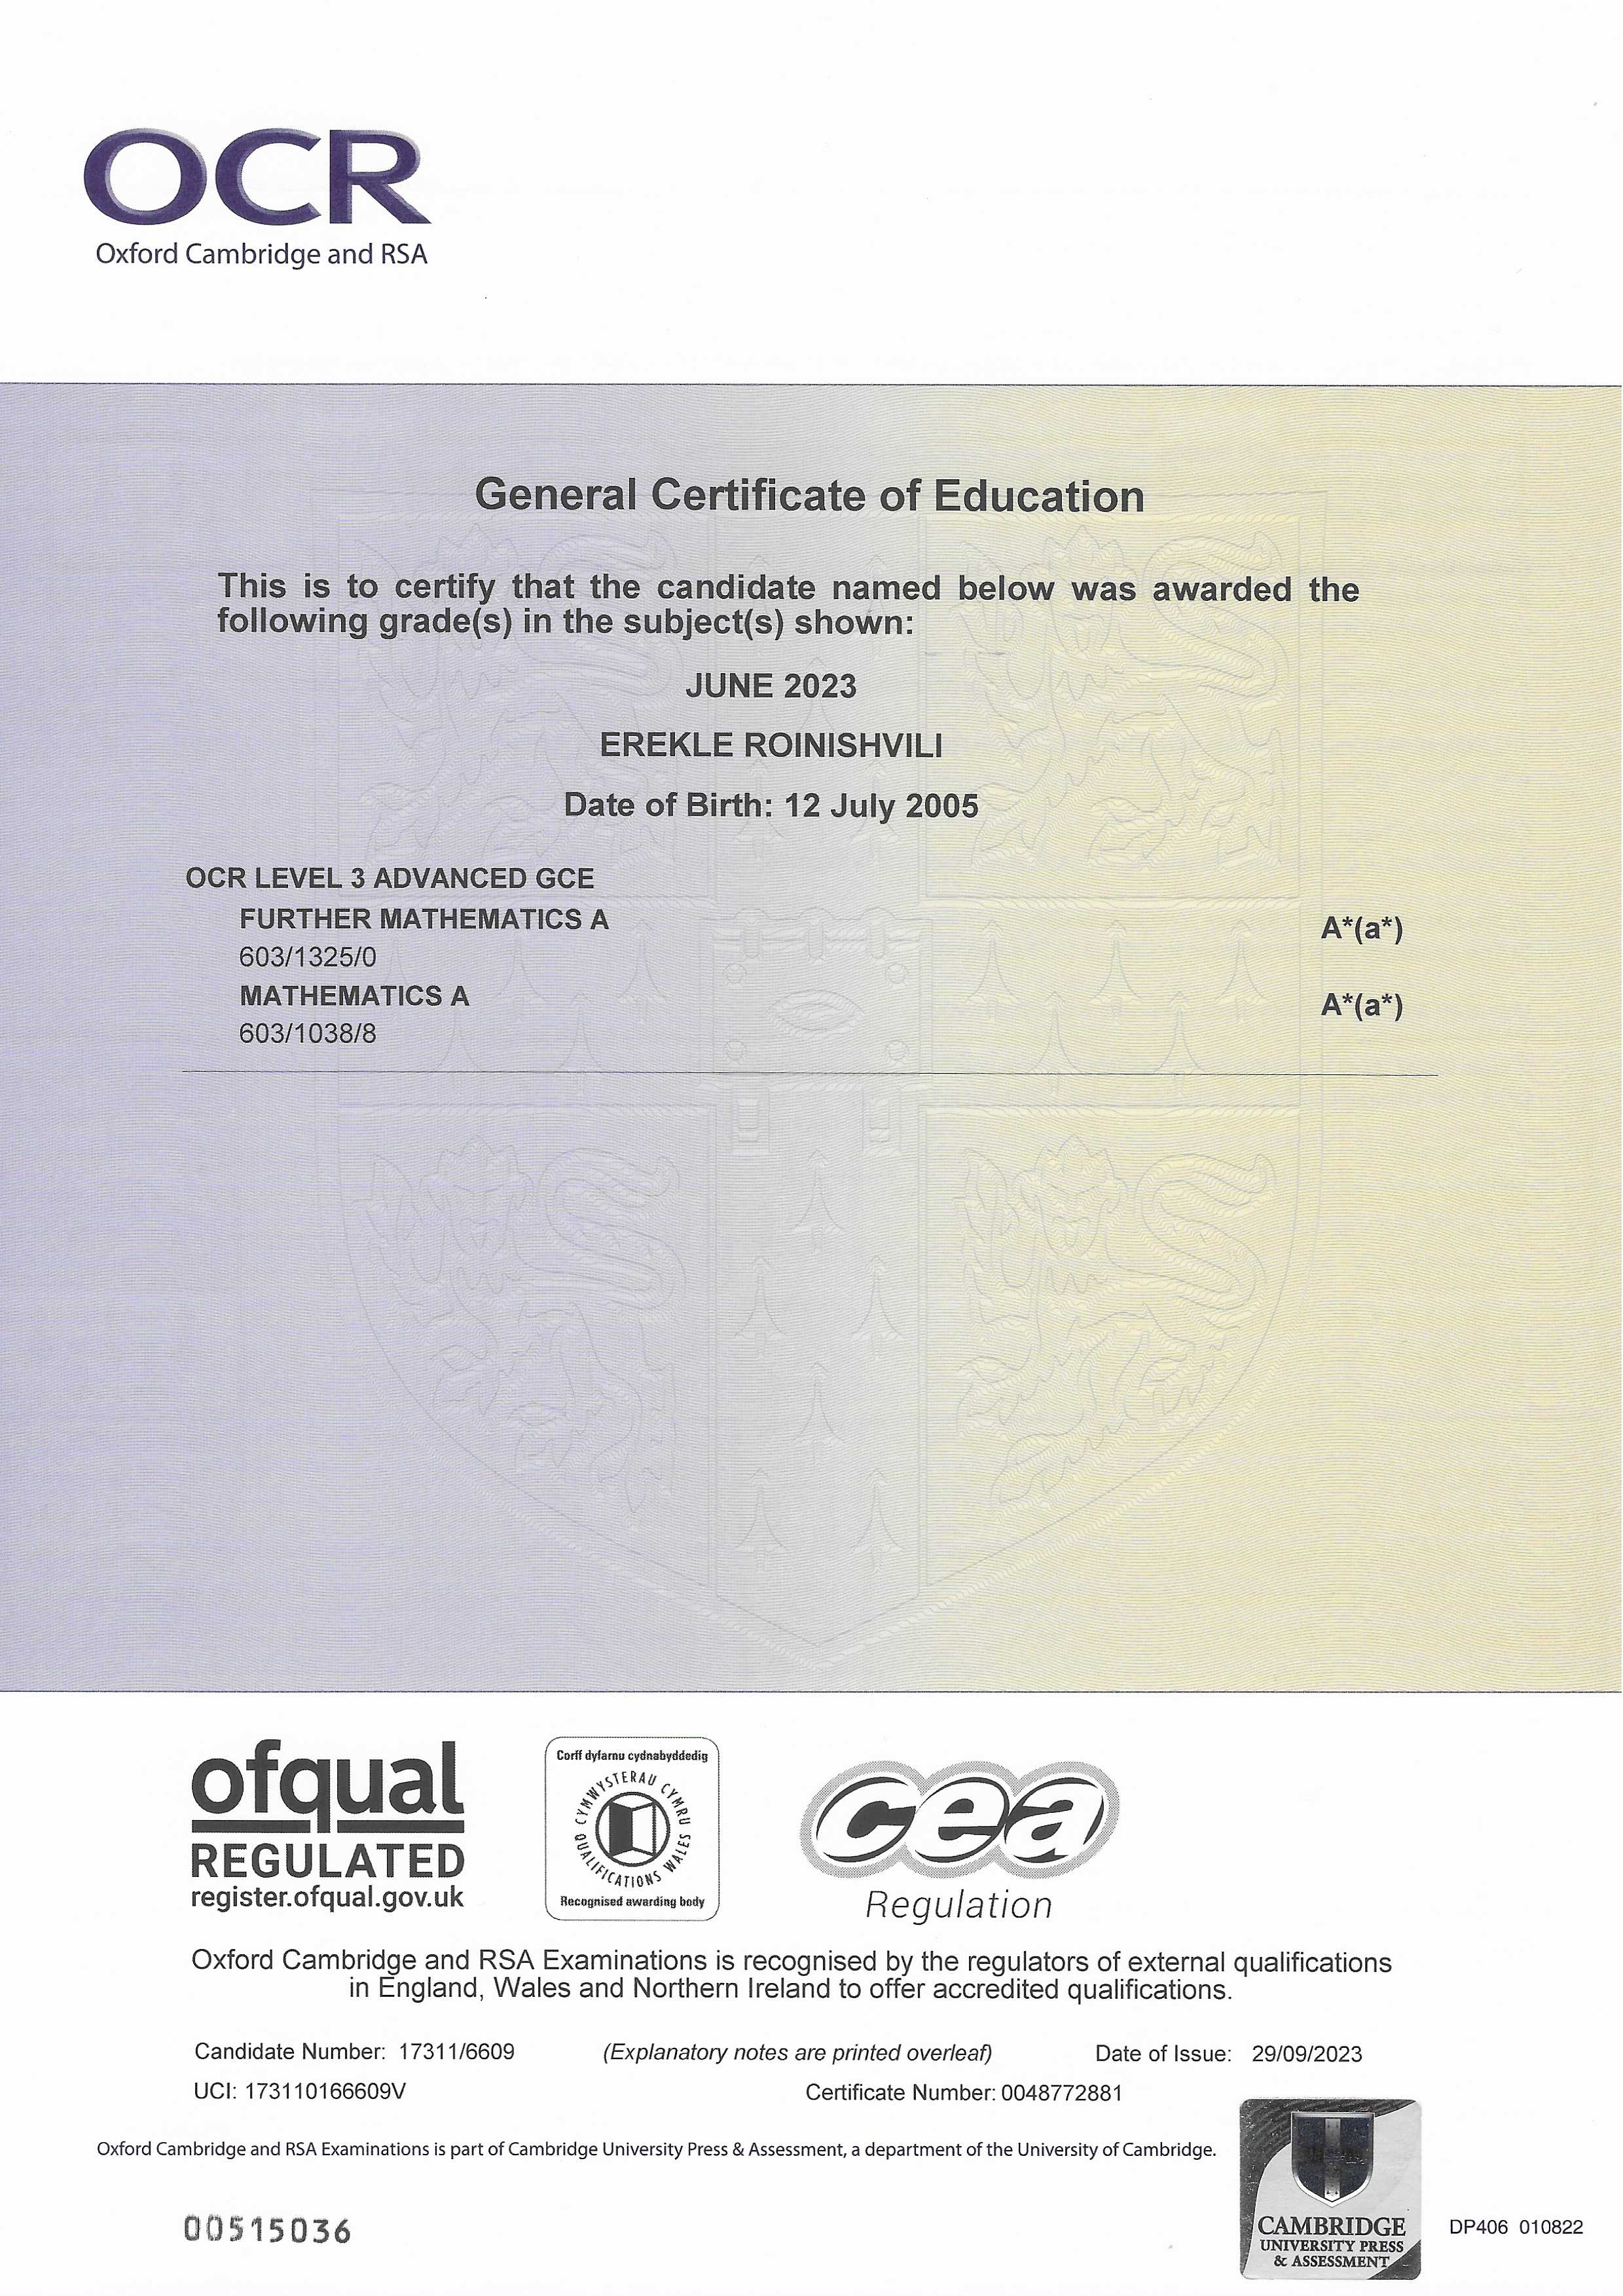 OCR
Oxford Cambridge and RSA
General Certificate of Education
This is to certify that the candidate named below was awarded the
following grade(s) in the subject(s) shown:
JUNE 2023
EREKLE ROINISHVILI
Date of Birth: 12 July 2005
OCR LEVEL 3 ADVANCED GCE
FURTHER MATHEMATICS A A*(a*)
603/1325/0
MATHEMATICS A A*(a*)
603/1038/8
ofqual
REGULATED
register.ofqual.gov.uk
Corff dyfarnu cydnabyddedig
CYMWYSTERAU CYMRU
QUALIFICATIONS WALES
Recognised awarding body
cea
Regulation
Oxford Cambridge and RSA Examinations is recognised by the regulators of external qualifications
in England, Wales and Northern Ireland to offer accredited qualifications.
Candidate Number: 17311/6609 (Explanatory notes are printed overleaf) Date of Issue: 29/09/2023
UCI: 173110166609V Certificate Number: 0048772881
Oxford Cambridge and RSA Examinations is part of Cambridge University Press & Assessment, a department of the University of Cambridge.
00515036
CAMBRIDGE
UNIVERSITY PRESS
& ASSESSMENT
DP406 010822